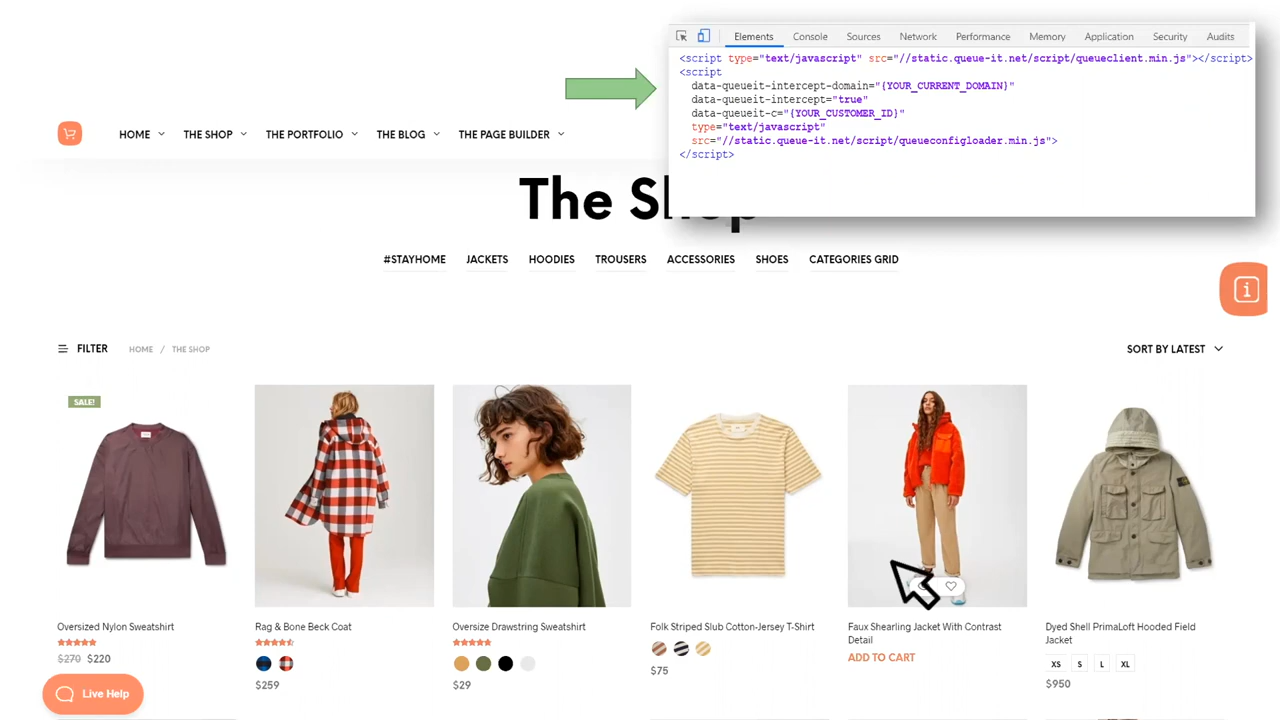 Elements Console Sources Network Performance Memory Application Security Audits
<script type="text/javascript" src="//static.queue-it.net/script/queueclient.min.js"></script>
<script
data-queueit-intercept-domain="{YOUR_CURRENT_DOMAIN}"
data-queueit-intercept="true"
data-queueit-c="{YOUR_CUSTOMER_ID}"
type="text/javascript"
src="//static.queue-it.net/script/queueconfigloader.min.js">
</script>
HOME THE SHOP THE PORTFOLIO THE BLOG THE PAGE BUILDER
The Shop
#STAYHOME JACKETS HOODIES TROUSERS ACCESSORIES SHOES CATEGORIES GRID
FILTER HOME / THE SHOP SORT BY LATEST
SALE!
Oversized Nylon Sweatshirt
$270 $220
Rag & Bone Beck Coat
$259
Oversize Drawstring Sweatshirt
$29
Folk Striped Slub Cotton-Jersey T-Shirt
$75
Faux Shearling Jacket With Contrast
Detail
ADD TO CART
Dyed Shell PrimaLoft Hooded Field
Jacket
XS S L XL
$950
Live Help